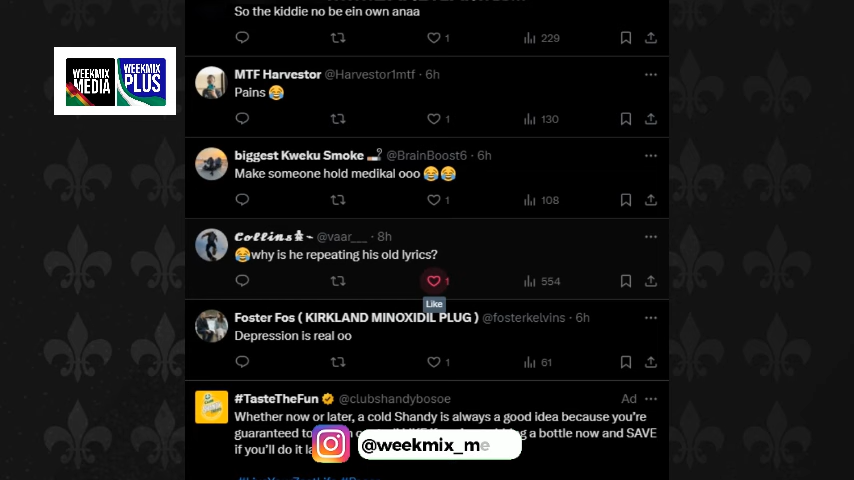 So the kiddie no be ein own anaa
1
229
WEEKMIX
MEDIA
WEEKMIX
PLUS
MTF Harvestor @Harvestor1mtf · 6h
Pains 😂
1
130
biggest Kweku Smoke 🚬 @BrainBoost6 · 6h
Make someone hold medikal ooo 😂😂
1
108
𝓒𝓸𝓵𝓵𝓲𝓷𝓼 ~ @vaar___ · 8h
😂why is he repeating his old lyrics?
1
554
Like
Foster Fos ( KIRKLAND MINOXIDIL PLUG ) @fosterkelvins · 6h
Depression is real oo
1
61
#TasteTheFun @clubshandybosoe
Ad
Whether now or later, a cold Shandy is always a good idea because you're
guaranteed to g a bottle now and SAVE
if you'll do it
@weekmix_me